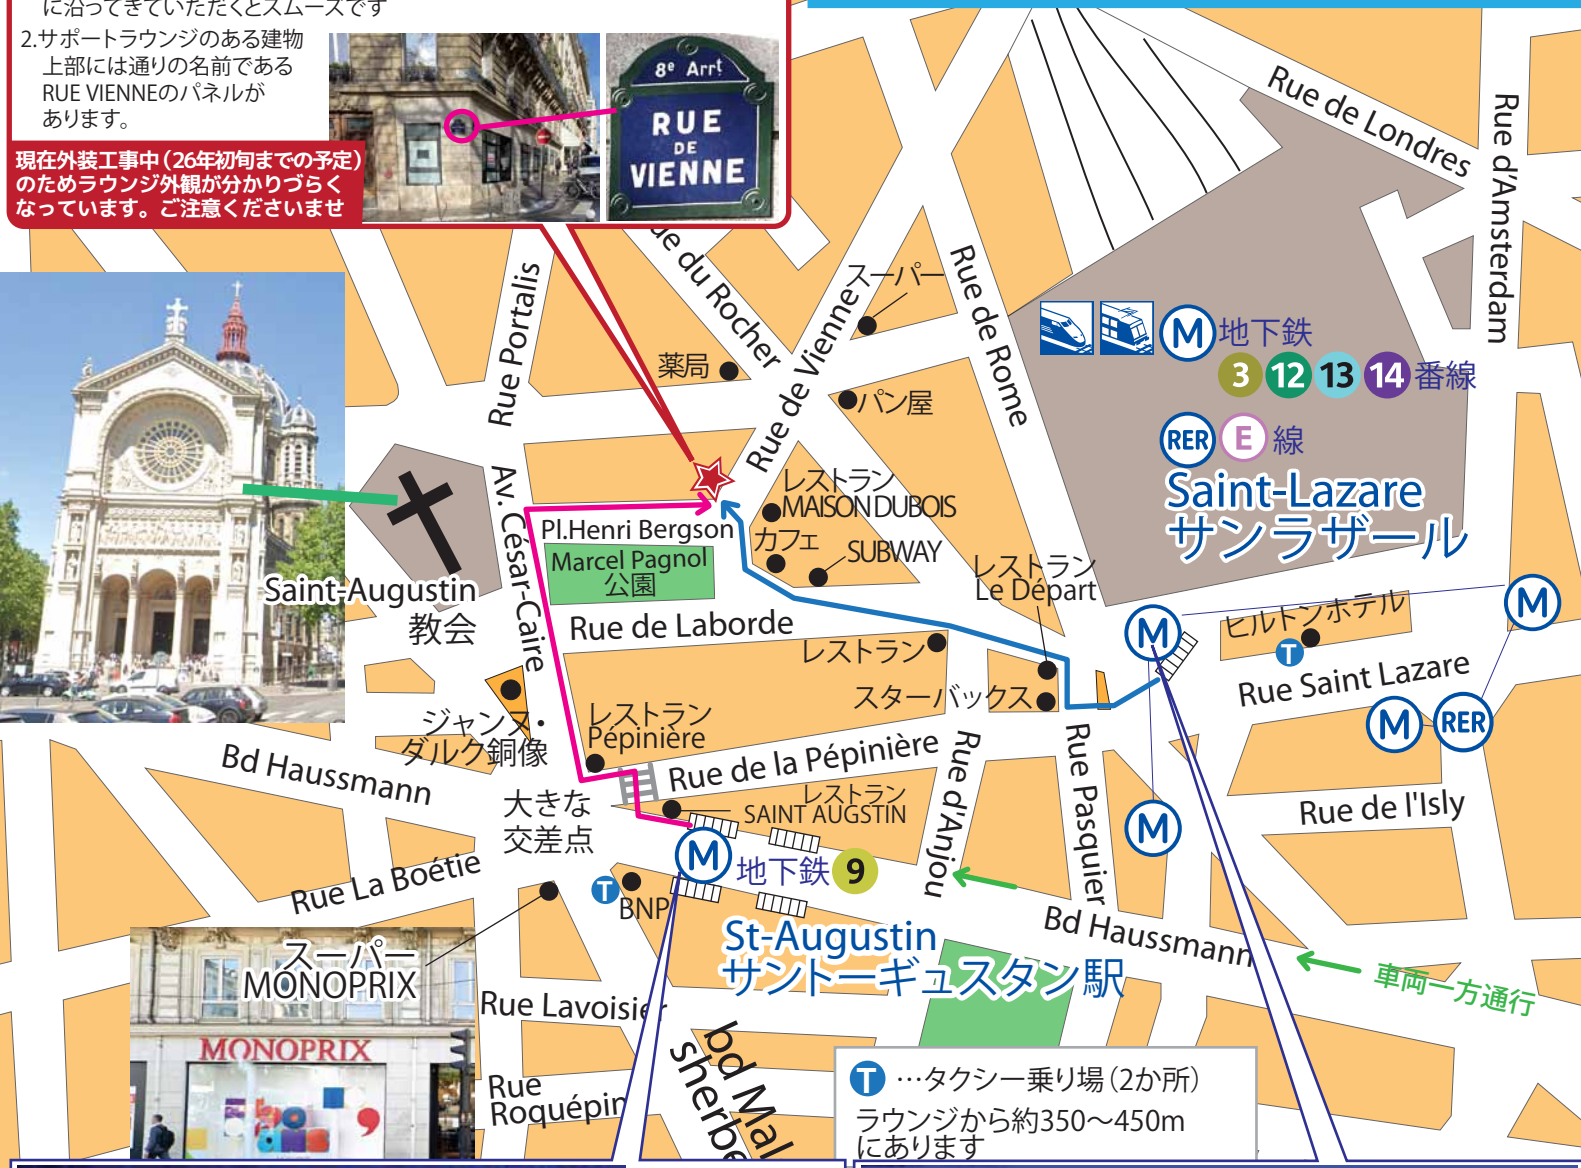 に沿ってきていただくとスムーズです
2.サポートラウンジのある建物
上部には通りの名前である
RUE VIENNEのパネルが
あります。
現在外装工事中（26年初旬までの予定）
のためラウンジ外観が分かりづらく
なっています。ご注意くださいませ
8e Arrt
RUE
DE
VIENNE
Rue de Londres
Rue d'Amsterdam
Rue Portalis
ue du Rocher
スーパー
Rue de Vienne
Rue de Rome
薬局
パン屋
M 地下鉄
3 12 13 14 番線
RER E 線
Saint-Lazare
サンラザール
Av. César-Caire
レストラン
MAISON DUBOIS
カフェ
SUBWAY
Pl.Henri Bergson
Marcel Pagnol
公園
レストラン
Le Départ
Saint-Augustin
教会
Rue de Laborde
レストラン
スターバックス
M
M
ヒルトンホテル
T
Rue Saint Lazare
M
RER
ジャンヌ・
ダルク銅像
レストラン
Pépinière
Bd Haussmann
Rue de la Pépinière
Rue d'Anjou
Rue Pasquier
Rue de l'Isly
大きな
交差点
レストラン
SAINT AUGSTIN
M
M 地下鉄 9
Rue La Boétie
T
BNP
St-Augustin
サントーギュスタン駅
Bd Haussmann
車両一方通行
スーパー
MONOPRIX
MONOPRIX
Rue Lavoisier
Rue
Roquépin
bd Mal
sherbe
T …タクシー乗り場（2か所）
ラウンジから約350～450m
にあります